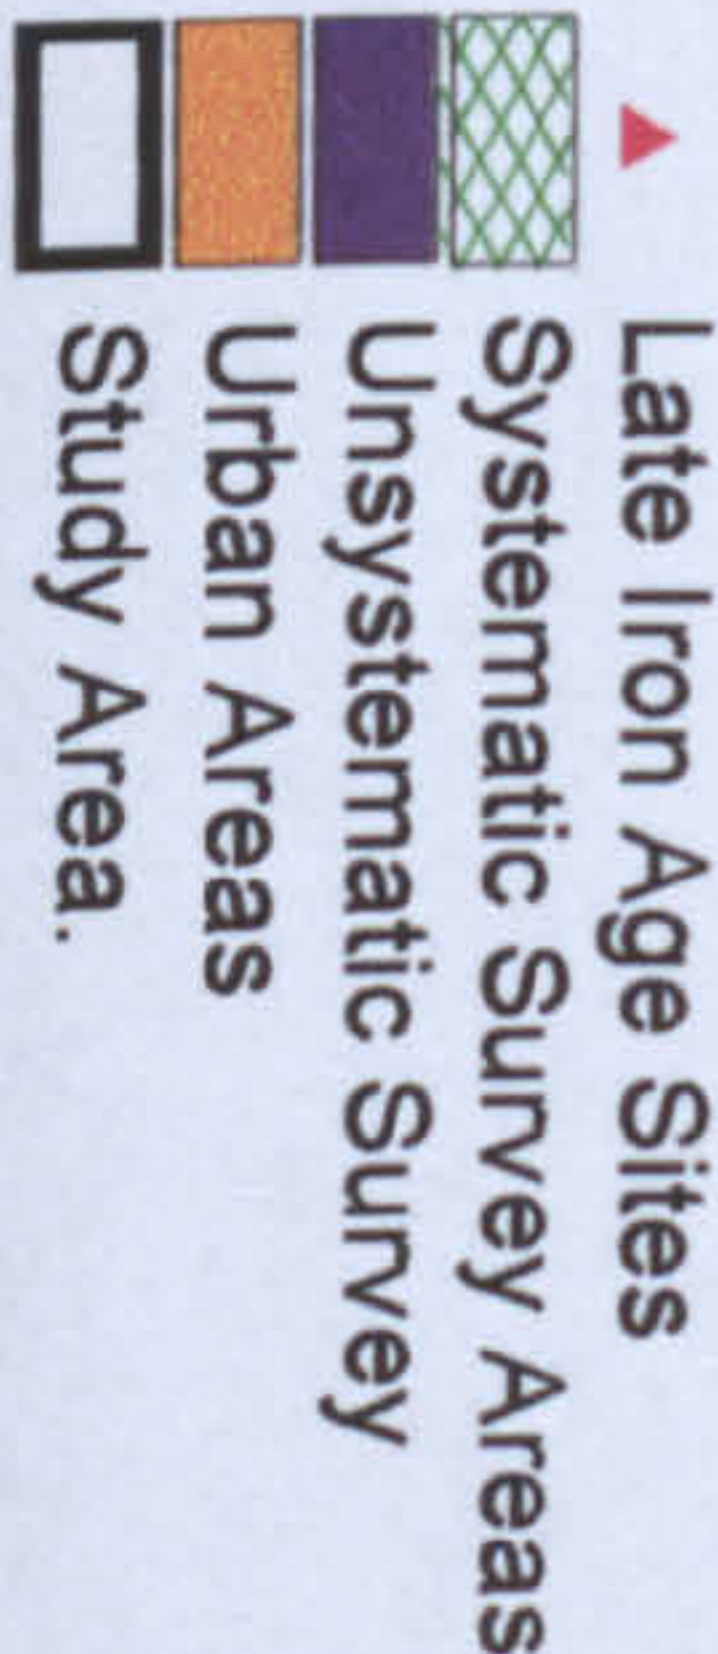 Late Iron Age Sites
Systematic Survey Areas
Unsystematic Survey
Urban Areas
Study Area.